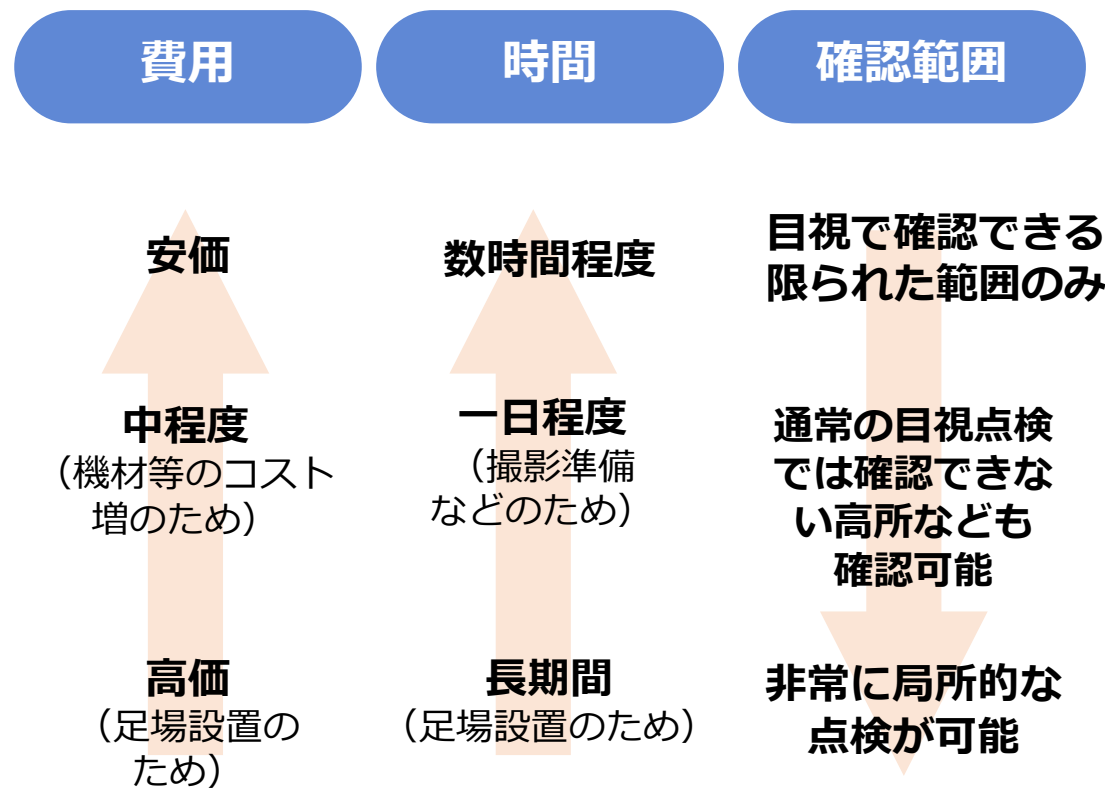 費用
時間
確認範囲
安価
数時間程度
目視で確認できる
限られた範囲のみ
中程度
（機材等のコスト
増のため）
一日程度
（撮影準備
などのため）
通常の目視点検
では確認できな
い高所なども
確認可能
高価
（足場設置の
ため）
長期間
（足場設置のため）
非常に局所的な
点検が可能